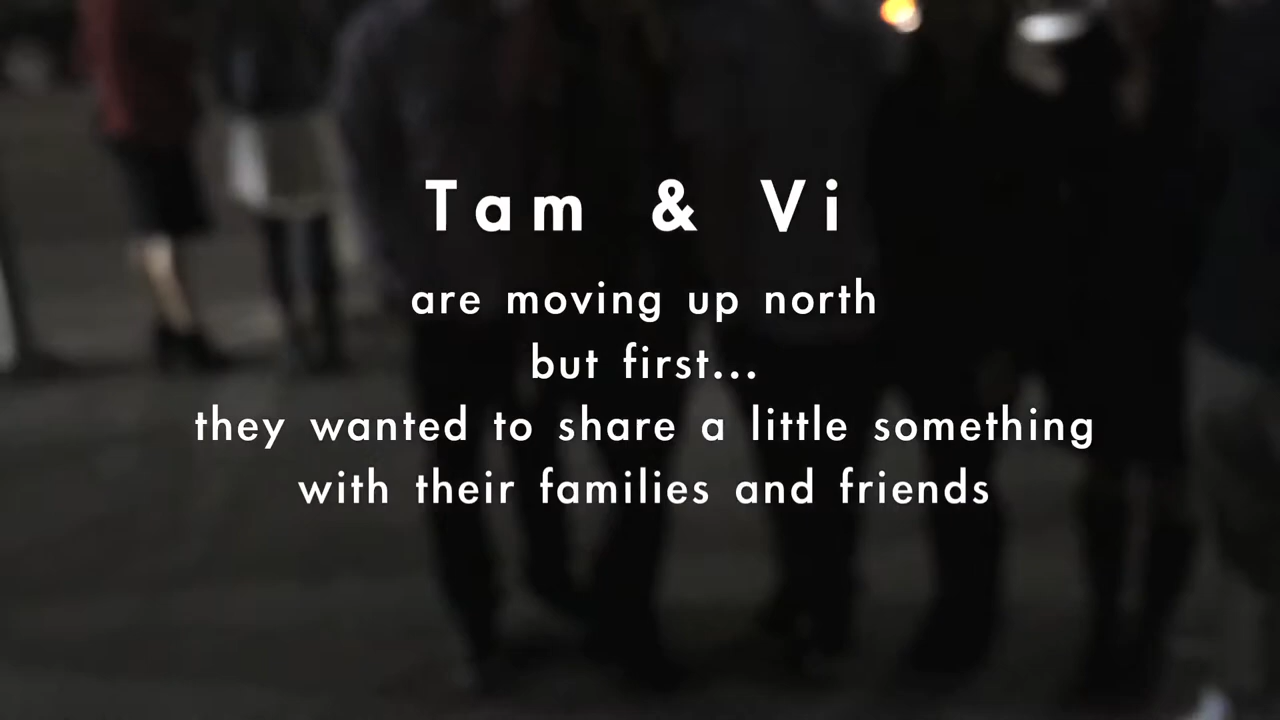 Tam & Vi
are moving up north
but first...
they wanted to share a little something
with their families and friends